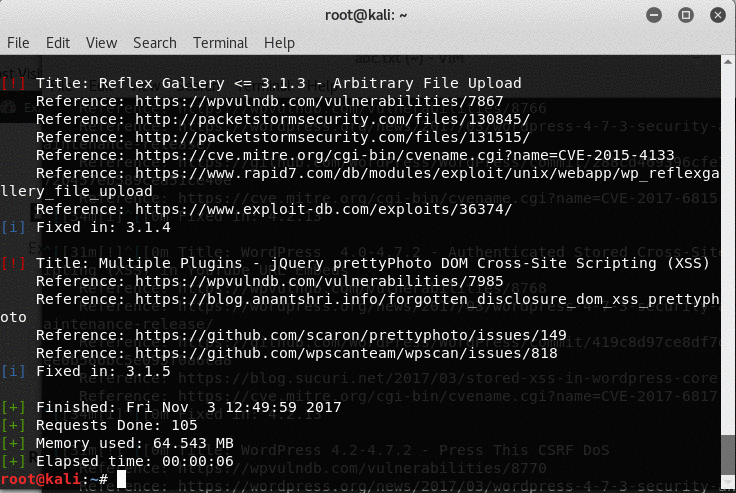 root@kali: ~
File Edit View Search Terminal Help
[!] Title: Reflex Gallery <= 3.1.3 - Arbitrary File Upload
Reference: https://wpvulndb.com/vulnerabilities/7867
Reference: http://packetstormsecurity.com/files/130845/
Reference: http://packetstormsecurity.com/files/131515/
Reference: https://cve.mitre.org/cgi-bin/cvename.cgi?name=CVE-2015-4133
Reference: https://www.rapid7.com/db/modules/exploit/unix/webapp/wp_reflexga
llery_file_upload
Reference: https://www.exploit-db.com/exploits/36374/
[i] Fixed in: 3.1.4
[!] Title: Multiple Plugins - jQuery prettyPhoto DOM Cross-Site Scripting (XSS)
Reference: https://wpvulndb.com/vulnerabilities/7985
Reference: https://blog.anantshri.info/forgotten_disclosure_dom_xss_prettyph
oto
Reference: https://github.com/scaron/prettyphoto/issues/149
Reference: https://github.com/wpscanteam/wpscan/issues/818
[i] Fixed in: 3.1.5
[+] Finished: Fri Nov  3 12:49:59 2017
[+] Requests Done: 105
[+] Memory used: 64.543 MB
[+] Elapsed time: 00:00:06
root@kali:~#